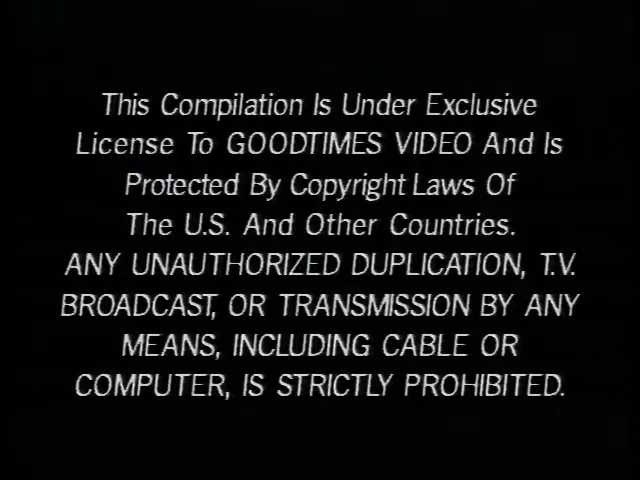 This Compilation Is Under Exclusive
License To GOODTIMES VIDEO And Is
Protected By Copyright Laws Of
The U.S. And Other Countries.
ANY UNAUTHORIZED DUPLICATION, T.V.
BROADCAST, OR TRANSMISSION BY ANY
MEANS, INCLUDING CABLE OR
COMPUTER, IS STRICTLY PROHIBITED.